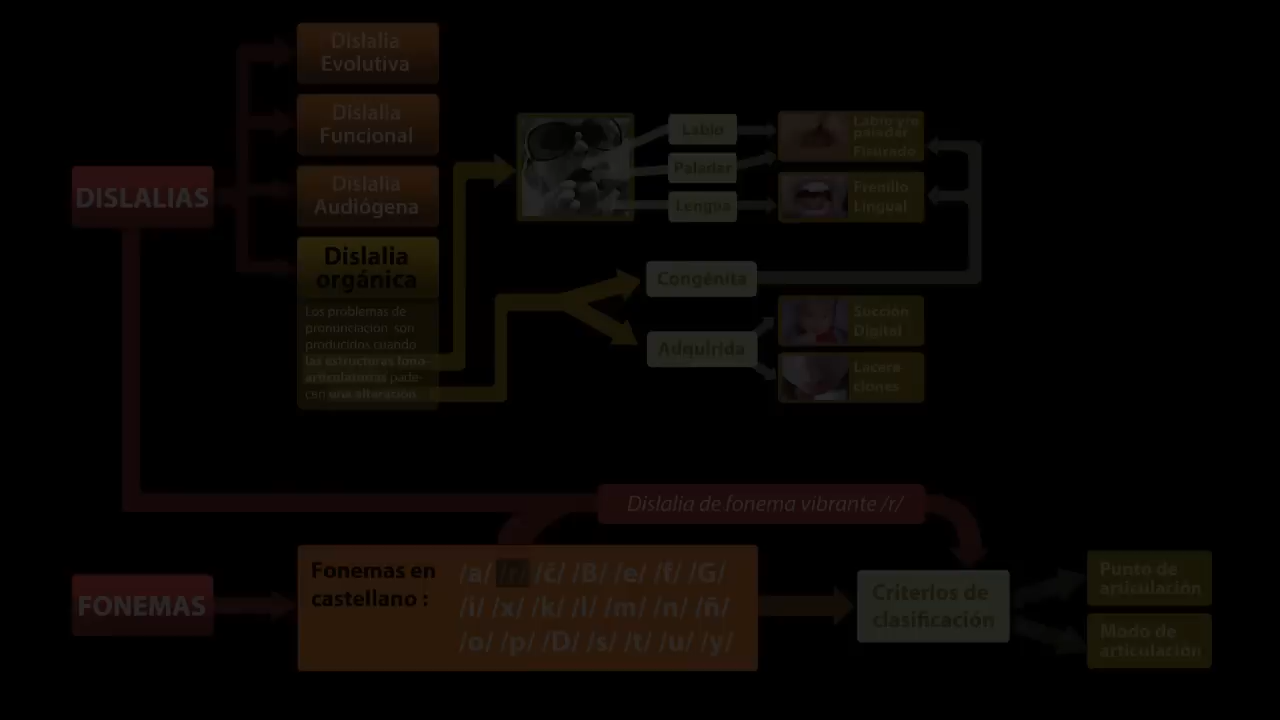 Dislalia
Evolutiva
Dislalia
Funcional
DISLALIAS
Dislalia
Audiógena
Dislalia
orgánica
Los problemas de
pronunciación son
producidos cuando
las estructuras fono-
articulatorias pade-
cen una alteración
Labio
Paladar
Lengua
Labio y/o
paladar
Fisurado
Frenillo
Lingual
Congénita
Adquirida
Succión
Digital
Lacera-
ciones
Dislalia de fonema vibrante /r/
FONEMAS
Fonemas en
castellano :
/a/ /r/ /č/ /B/ /e/ /f/ /G/
/i/ /x/ /k/ /l/ /m/ /n/ /ñ/
/o/ /p/ /D/ /s/ /t/ /u/ /y/
Criterios de
clasificación
Punto de
articulación
Modo de
articulación